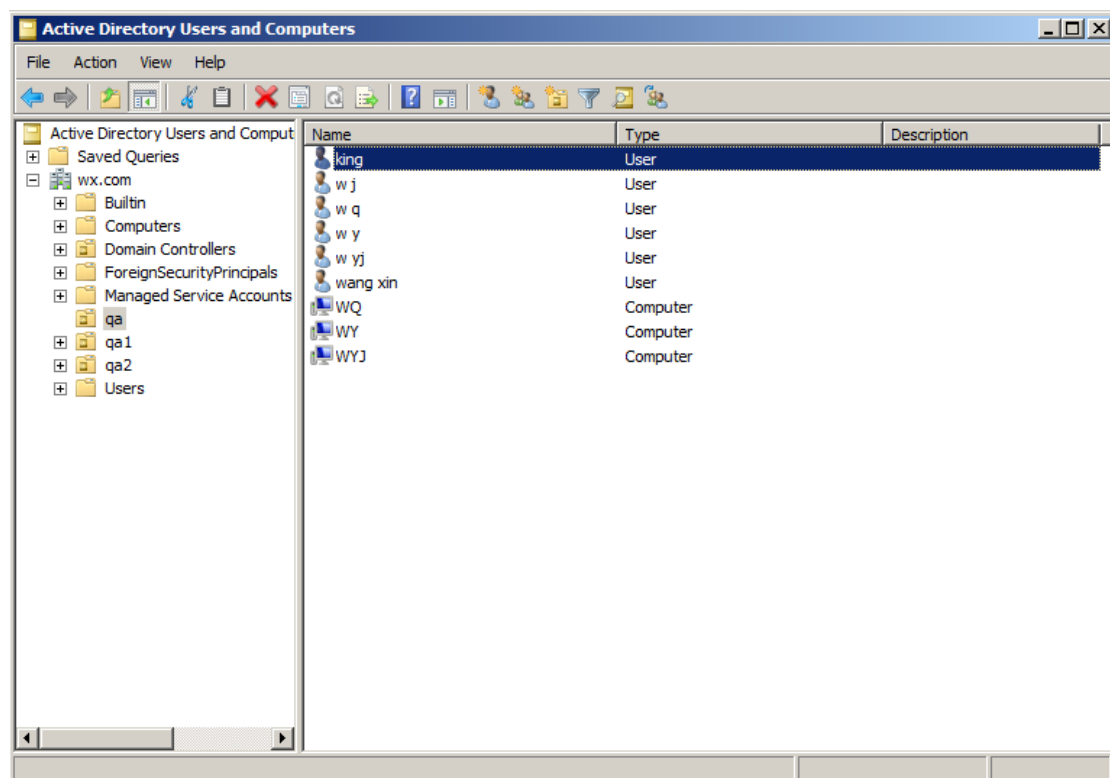 Active Directory Users and Computers
File Action View Help
Active Directory Users and Comput
Saved Queries
wx.com
Builtin
Computers
Domain Controllers
ForeignSecurityPrincipals
Managed Service Accounts
qa
qa1
qa2
Users
Name Type Description
king User
w j User
w q User
w y User
w yj User
wang xin User
WQ Computer
WY Computer
WYJ Computer